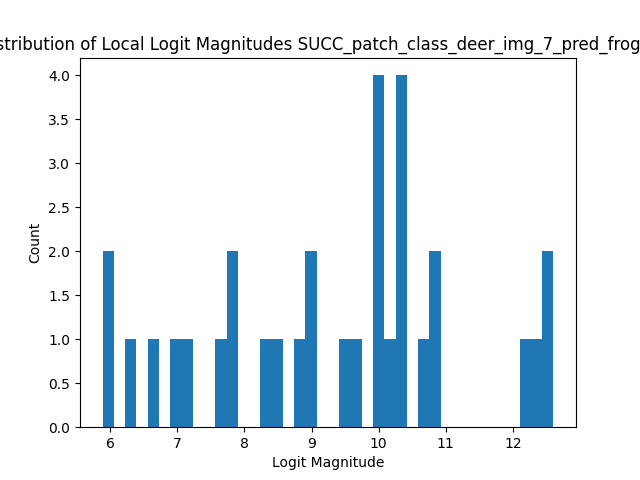 stribution of Local Logit Magnitudes SUCC_patch_class_deer_img_7_pred_frog
4.0
3.5
3.0
2.5
2.0
1.5
1.0
0.5
0.0
Count
6 7 8 9 10 11 12
Logit Magnitude